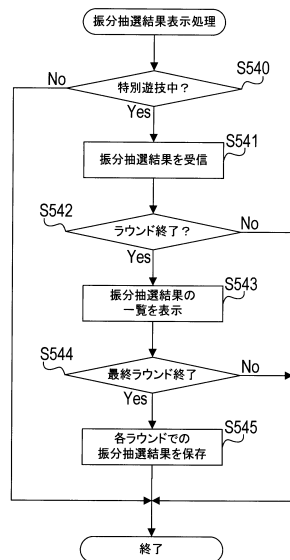 振分抽選結果表示処理
S540
No
特別遊技中?
Yes
S541
振分抽選結果を受信
S542
ラウンド終了?
No
Yes
S543
振分抽選結果の
一覧を表示
S544
最終ラウンド終了
No
Yes
S545
各ラウンドでの
振分抽選結果を保存
終了